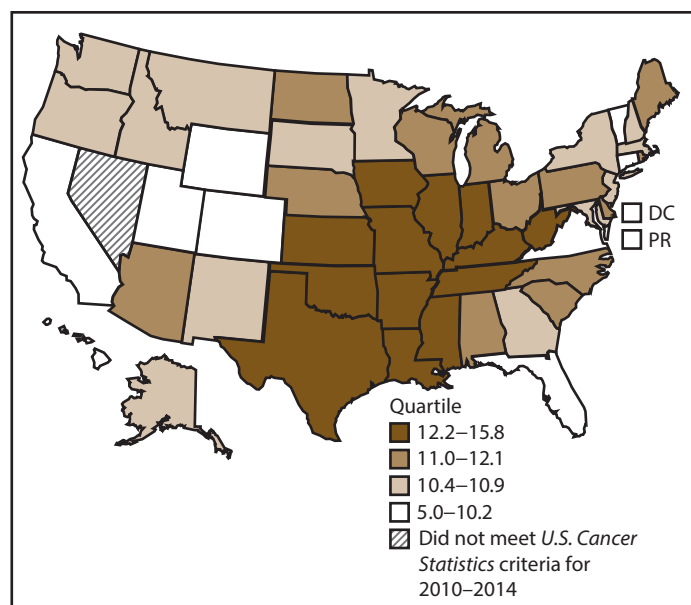 DC
PR
Quartile
12.2–15.8
11.0–12.1
10.4–10.9
5.0–10.2
Did not meet U.S. Cancer
Statistics criteria for
2010–2014